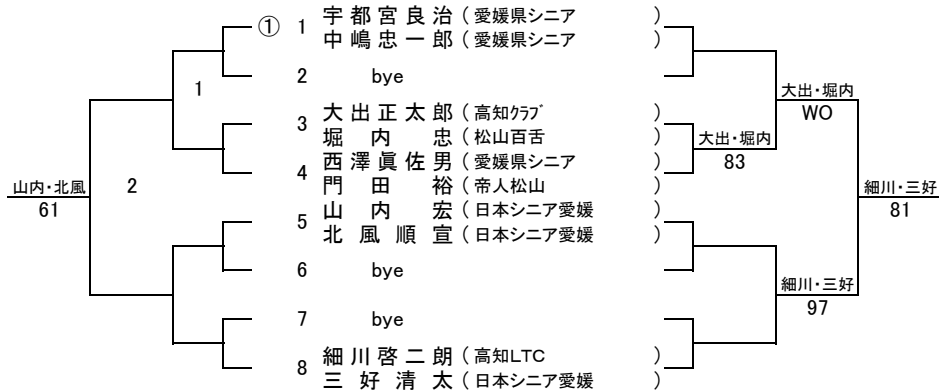 ① 1 宇都宮良治 ( 愛媛県シニア )
中嶋忠一郎 ( 愛媛県シニア )
2 bye
1
大出・堀内
WO
3 大出正太郎 ( 高知クラブ )
堀内 忠 ( 松山百舌 )
大出・堀内
83
4 西澤眞佐男 ( 愛媛県シニア )
門田 裕 ( 帝人松山 )
山内・北風
61
2
細川・三好
81
5 山内 宏 ( 日本シニア愛媛 )
北風順宣 ( 日本シニア愛媛 )
6 bye
細川・三好
97
7 bye
8 細川啓二朗 ( 高知LTC )
三好清太 ( 日本シニア愛媛 )